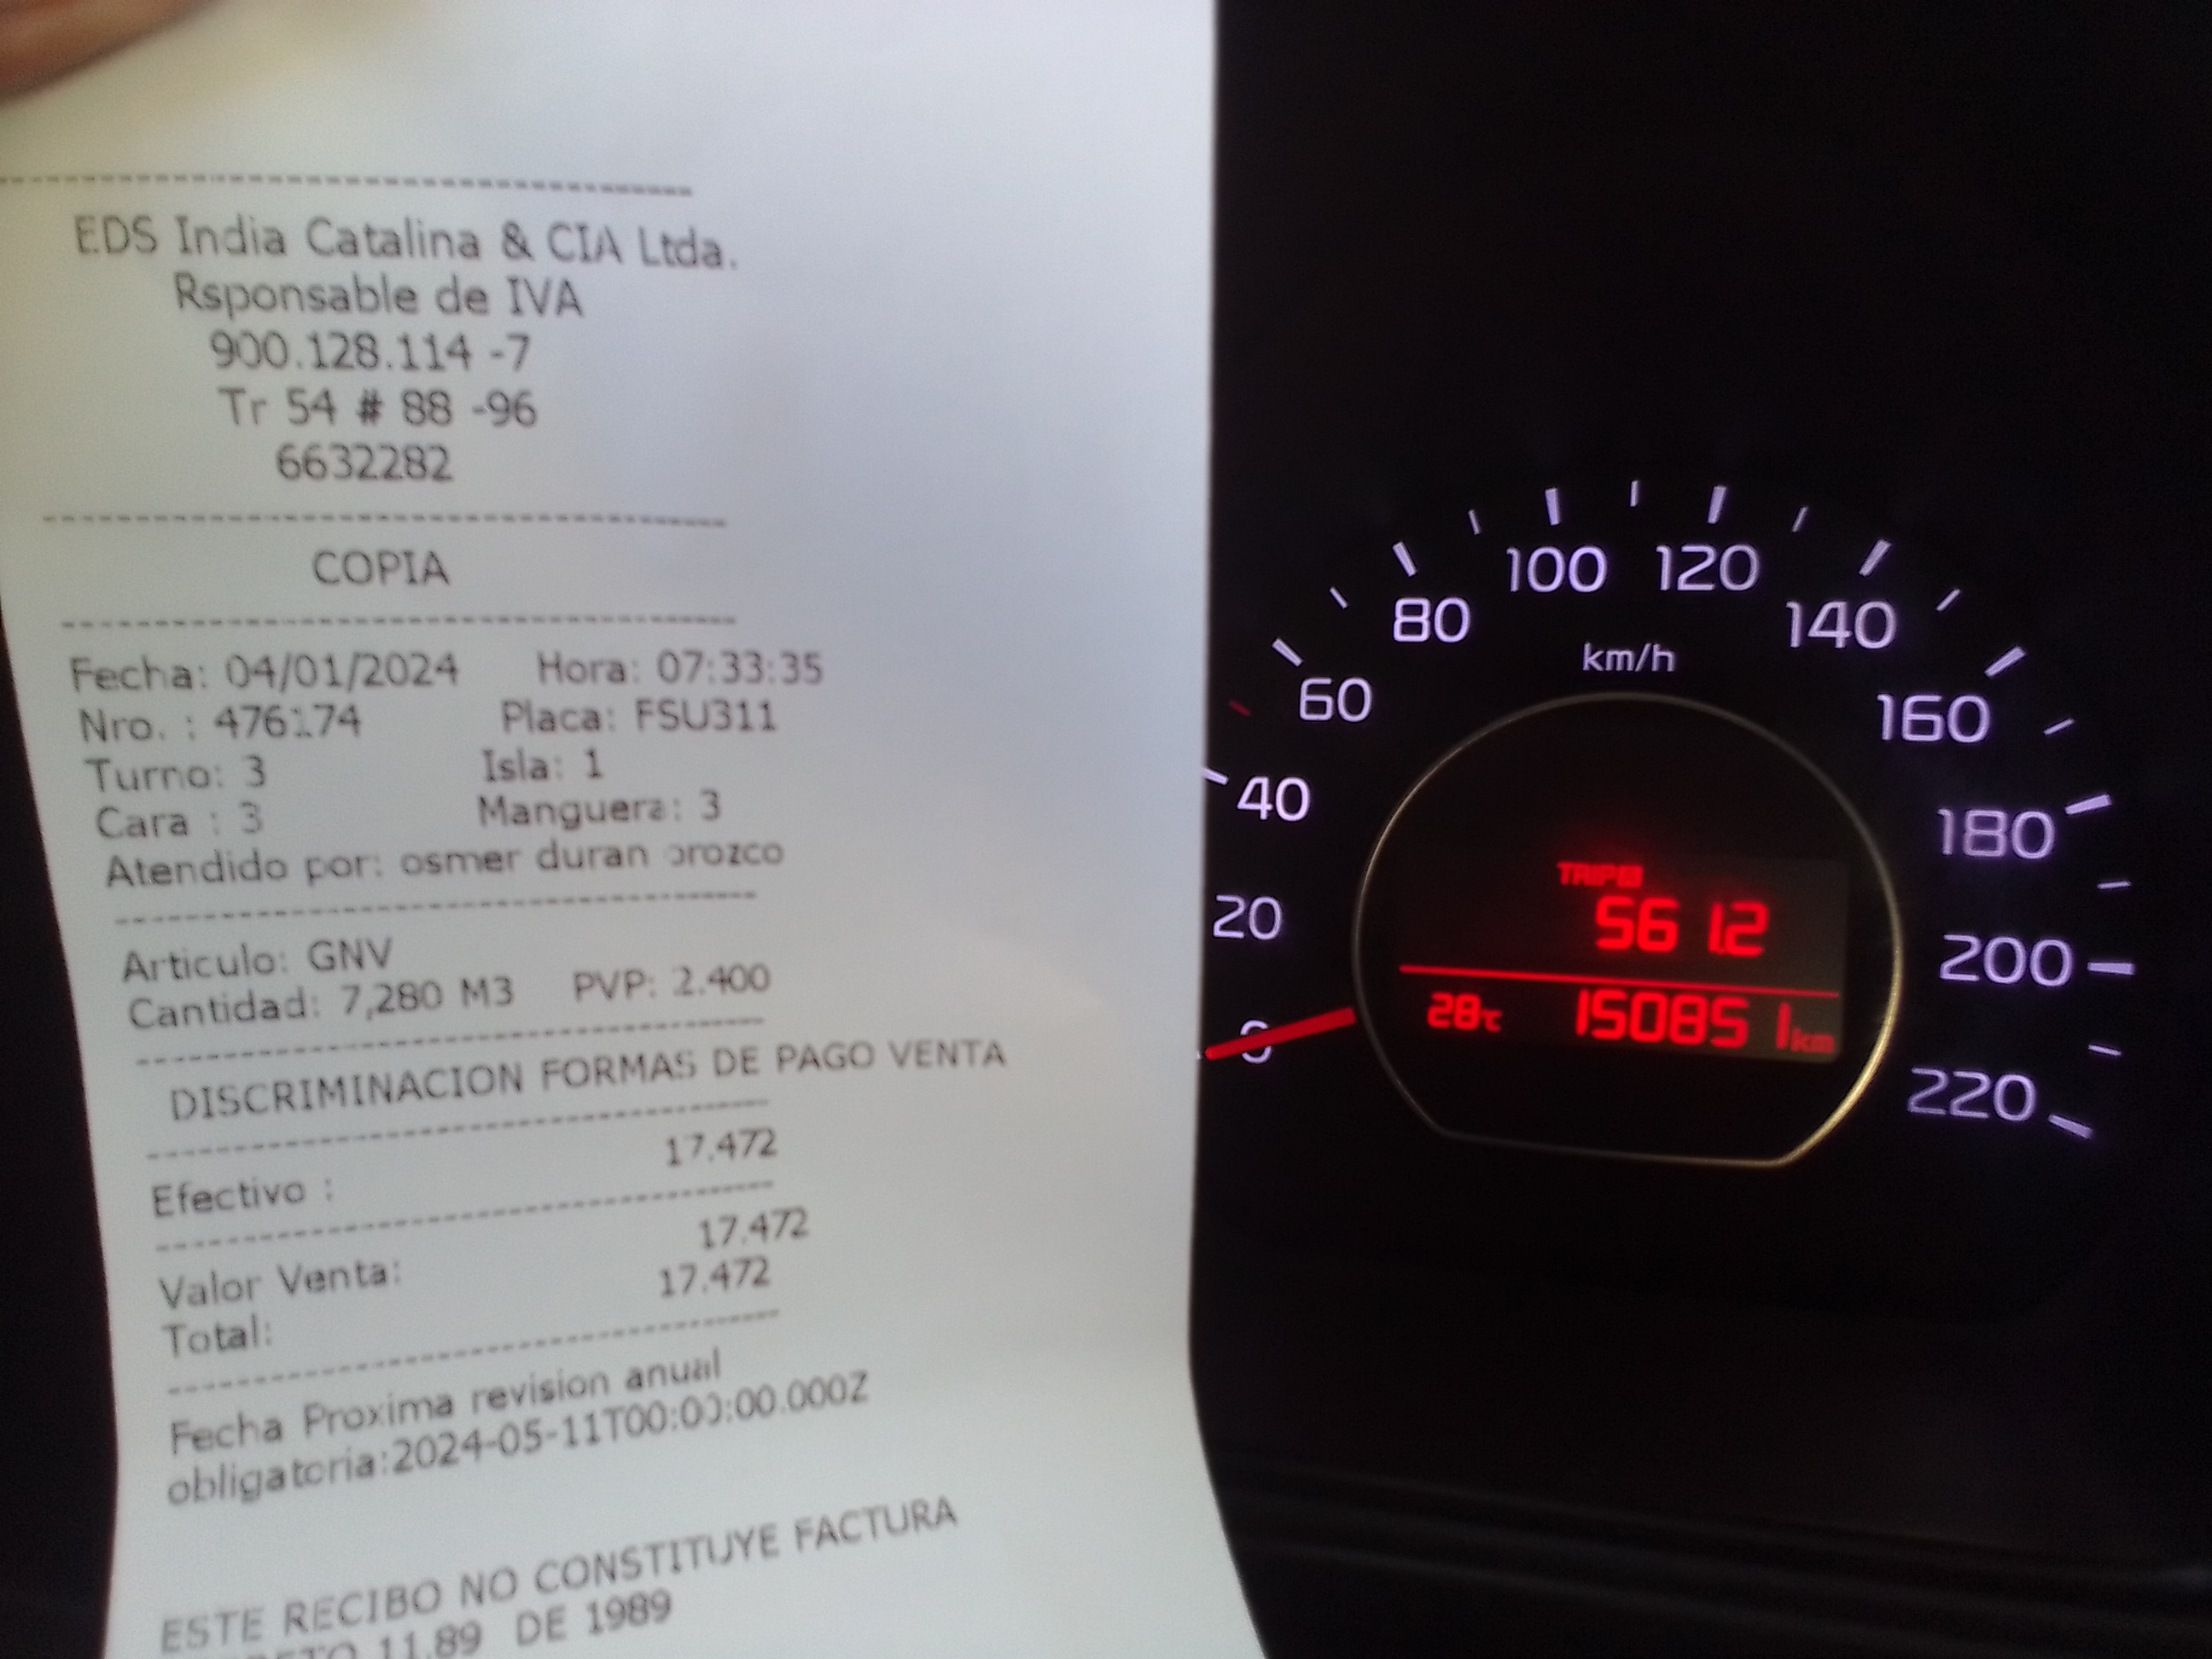 EDS India Catalina & CIA Ltda.
Rsponsable de IVA
900.128.114 -7
Tr 54 # 88 -96
6632282
COPIA
Fecha: 04/01/2024 Hora: 07:33:35
Nro. : 476174 Placa: FSU311
Turno: 3 Isla: 1
Cara : 3 Manguera: 3
Atendido por: osmer duran orozco
Articulo: GNV
Cantidad: 7,280 M3 PVP: 2.400
DISCRIMINACION FORMAS DE PAGO VENTA
17.472
Efectivo :
17.472
Valor Venta:
17.472
Total:
Fecha Proxima revision anual
obligatoria:2024-05-11T00:00:00.000Z
ESTE RECIBO NO CONSTITUYE FACTURA
11.89 DE 1989
0
20
40
60
80
100
120
140
160
180
200
220
km/h
TRIP
561.2
28°C 150851 km